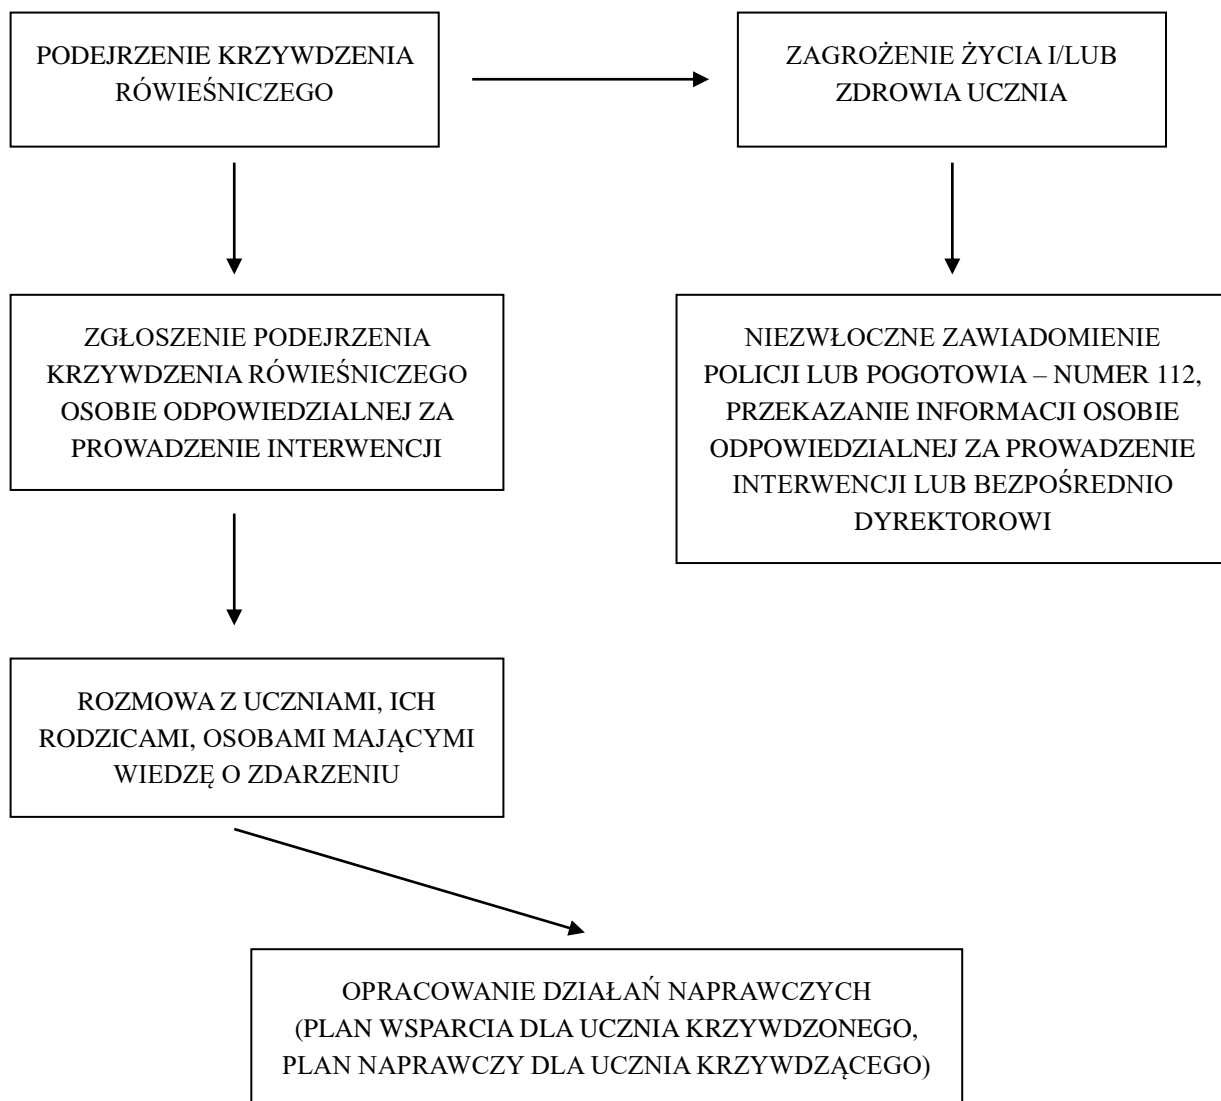 PODEJRZENIE KRZYWDZENIA
RÓWIEŚNICZEGO
ZAGROŻENIE ŻYCIA I/LUB
ZDROWIA UCZNIA
ZGŁOSZENIE PODEJRZENIA
KRZYWDZENIA RÓWIEŚNICZEGO
OSOBIE ODPOWIEDZIALNEJ ZA
PROWADZENIE INTERWENCJI
NIEZWŁOCZNE ZAWIADOMIENIE
POLICJI LUB POGOTOWIA – NUMER 112,
PRZEKAZANIE INFORMACJI OSOBIE
ODPOWIEDZIALNEJ ZA PROWADZENIE
INTERWENCJI LUB BEZPOŚREDNIO
DYREKTOROWI
ROZMOWA Z UCZNIAMI, ICH
RODZICAMI, OSOBAMI MAJĄCYMI
WIEDZĘ O ZDARZENIU
OPRACOWANIE DZIAŁAŃ NAPRAWCZYCH
(PLAN WSPARCIA DLA UCZNIA KRZYWDZONEGO,
PLAN NAPRAWCZY DLA UCZNIA KRZYWDZĄCEGO)